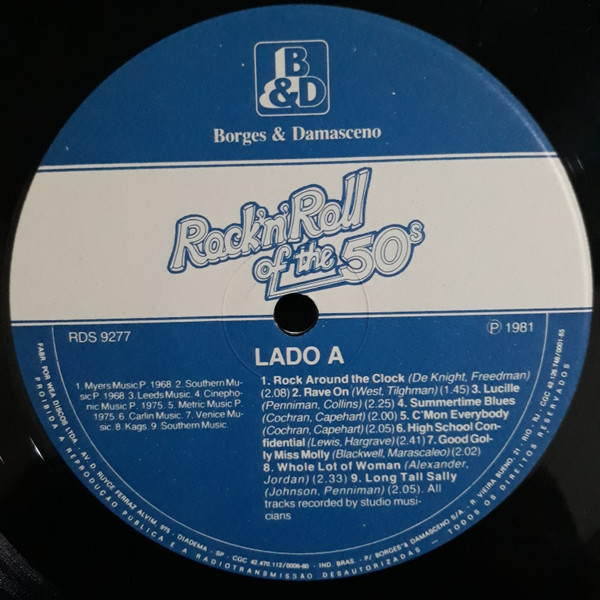 B
&D
Borges & Damasceno
Rock'n'Roll
of the 50s
RDS 9277
Ⓟ 1981
LADO A
1. Myers Music P. 1968 2. Southern Mu-
sic P. 1968 3. Leeds Music. 4. Cinepho-
nic Music P. 1975. 5. Metric Music P.
1975 6. Carlin Music. 7. Venice Mu-
sic. 8. Kags. 9. Southern Music.
1. Rock Around the Clock (De Knight, Freedman)
(2.08) 2. Rave On (West, Tilghman) (1.45) 3. Lucille
(Penniman, Collins) (2.25) 4. Summertime Blues
(Cochran, Capehart) (2.00) 5. C'Mon Everybody
(Cochran, Capehart) (2.05) 6. High School Con-
fidential (Lewis, Hargrave) (2.41) 7. Good Gol-
ly Miss Molly (Blackwell, Marascaleo) (2.02)
8. Whole Lot of Woman (Alexander,
Jordan) (2.33) 9. Long Tall Sally
(Johnson, Penniman) (2.05). All
tracks recorded by studio musi-
cians
FABR. POR WEA DISCOS LTDA. AV. D. RUYCE FERRAZ ALVIM, 975 - DIADEMA - SP - CGC 42.470.112/0006-60 - IND. BRAS. - P/ BORGES & DAMASCENO S/A - R. VIEIRA BUENO, 21 - RIO, RJ - CGC 42.126.748/0001-65
PROIBIDA A REPRODUÇÃO PÚBLICA E A RADIOTRANSMISSÃO DESAUTORIZADAS - TODOS OS DIREITOS RESERVADOS